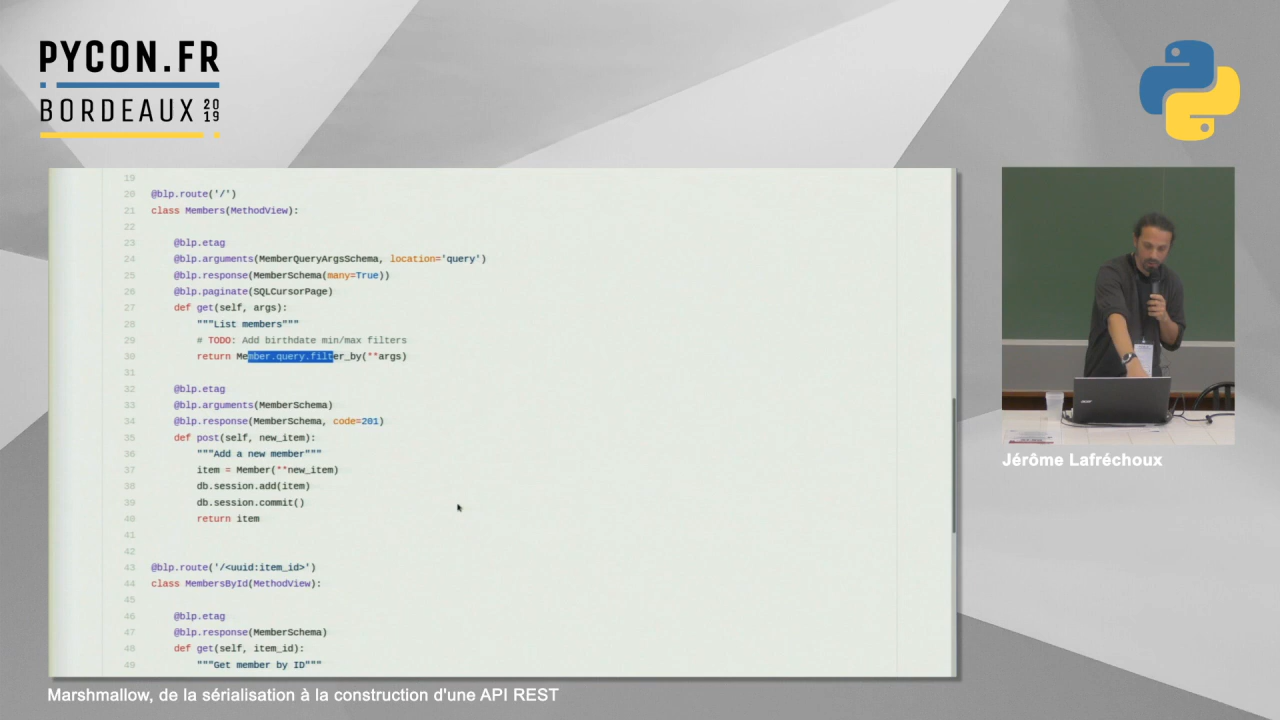 PYCON.FR
BORDEAUX 2019
19
20 @blp.route('/')
21 class Members(MethodView):
22
23 @blp.etag
24 @blp.arguments(MemberQueryArgsSchema, location='query')
25 @blp.response(MemberSchema(many=True))
26 @blp.paginate(SQLCursorPage)
27 def get(self, args):
28 """List members"""
29 # TODO: Add birthdate min/max filters
30 return Member.query.filter_by(**args)
31
32 @blp.etag
33 @blp.arguments(MemberSchema)
34 @blp.response(MemberSchema, code=201)
35 def post(self, new_item):
36 """Add a new member"""
37 item = Member(**new_item)
38 db.session.add(item)
39 db.session.commit()
40 return item
41
42
43 @blp.route('/<uuid:item_id>')
44 class MembersById(MethodView):
45
46 @blp.etag
47 @blp.response(MemberSchema)
48 def get(self, item_id):
49 """Get member by ID"""
Jérôme Lafréchoux
Marshmallow, de la sérialisation à la construction d'une API REST